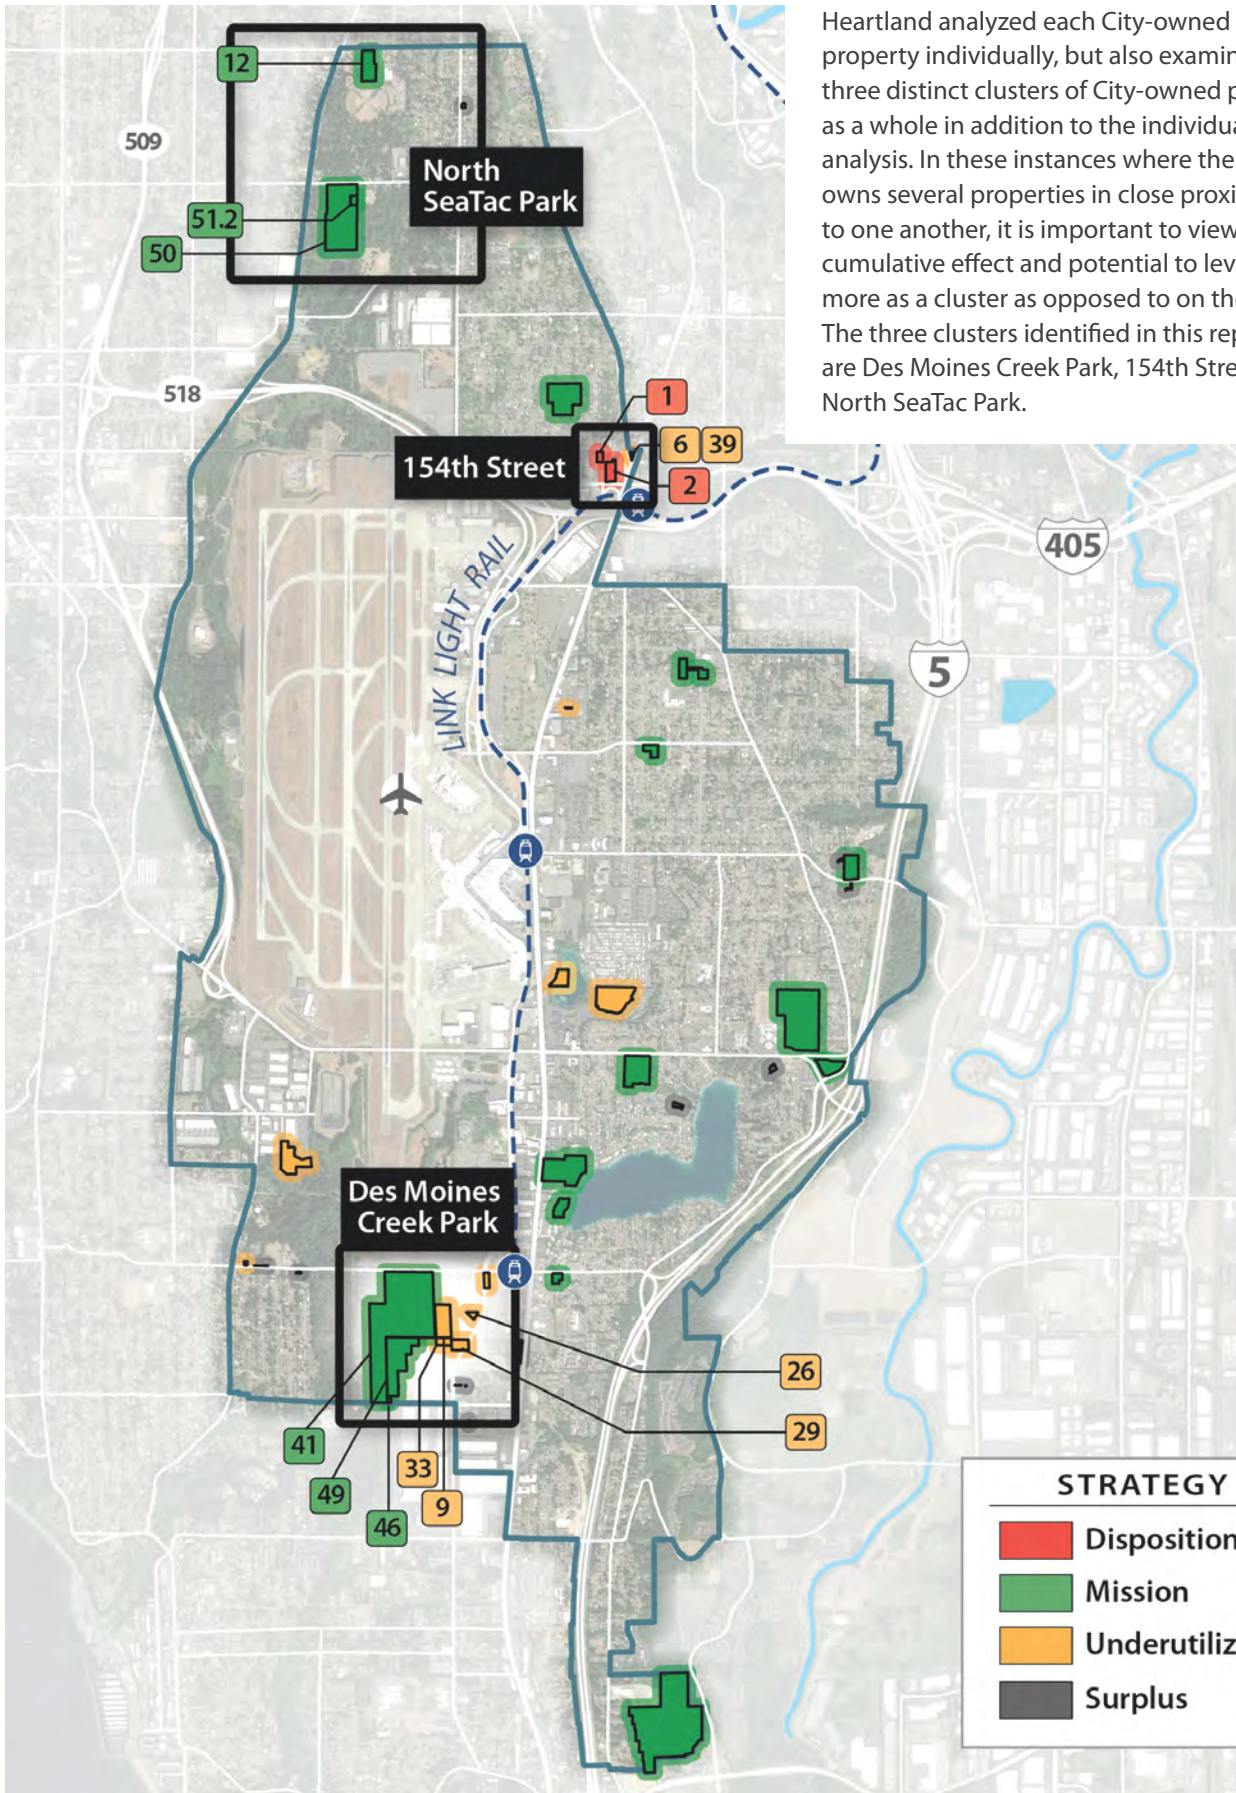 Heartland analyzed each City-owned
property individually, but also examin
three distinct clusters of City-owned p
as a whole in addition to the individua
analysis. In these instances where the
owns several properties in close proxi
to one another, it is important to view
cumulative effect and potential to lev
more as a cluster as opposed to on the
The three clusters identified in this rep
are Des Moines Creek Park, 154th Stre
North SeaTac Park.
12
509
North
SeaTac Park
51.2
50
518
1
6
39
154th Street
2
405
LINK LIGHT RAIL
5
Des Moines
Creek Park
26
29
41
33
49
9
46
STRATEGY
Disposition
Mission
Underutiliz
Surplus